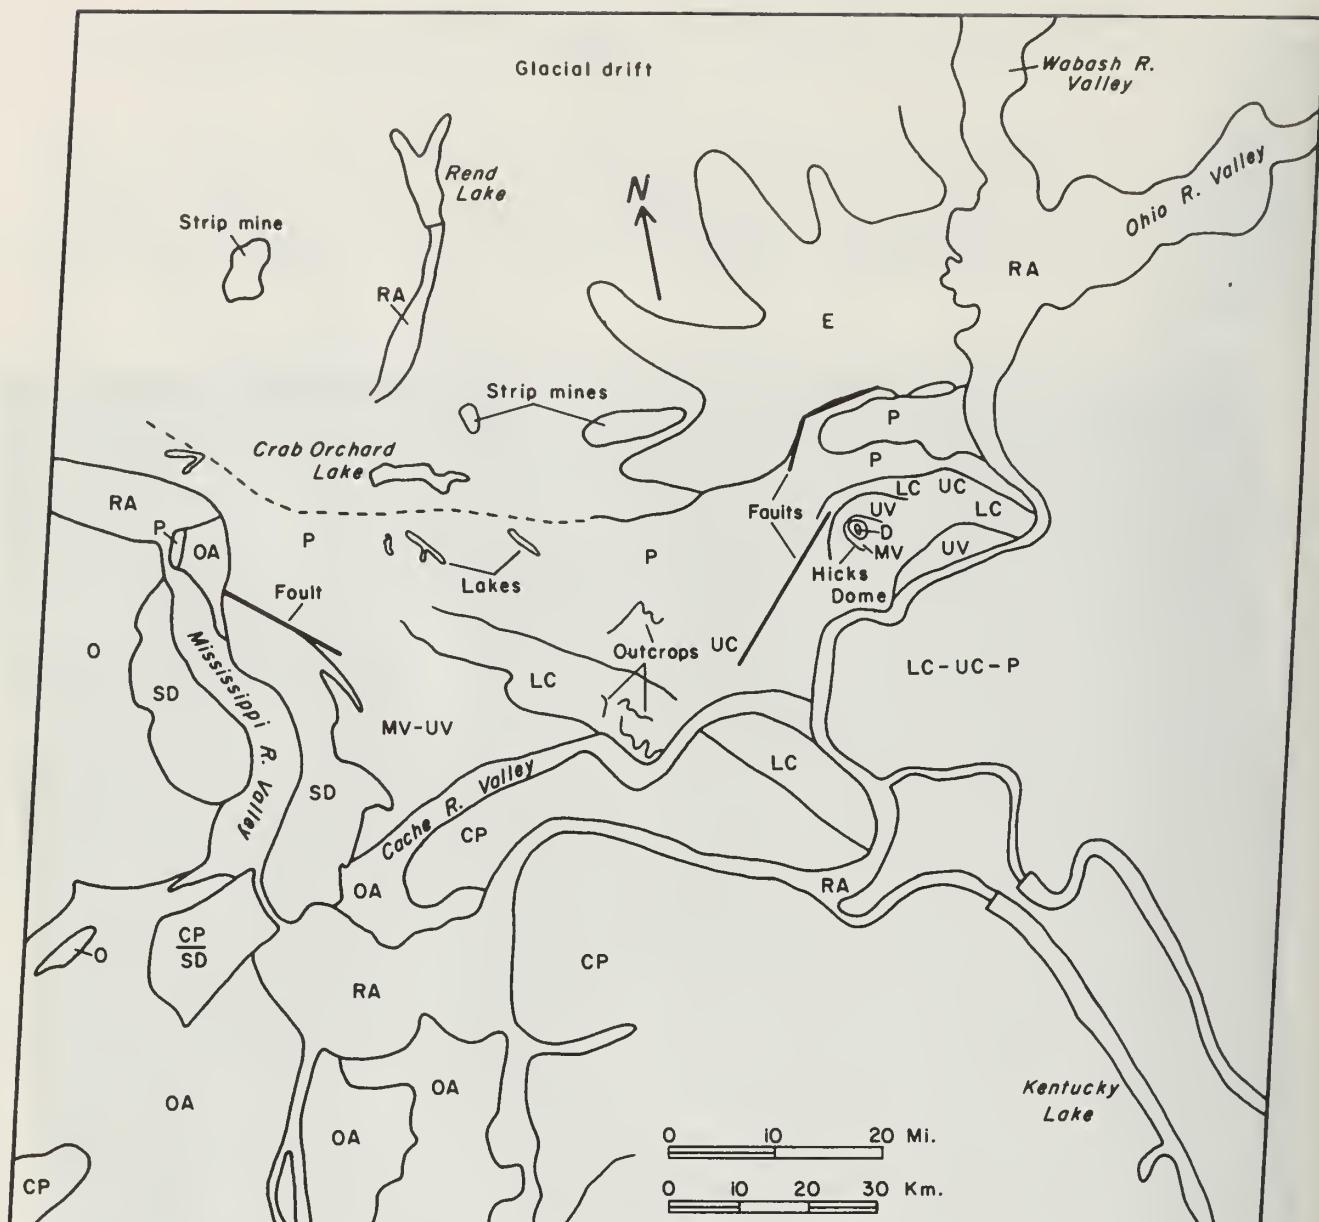 Glacial drift
Wabash R.
Valley
Rend
Lake
N
Ohio R. Valley
Strip mine
RA
RA
E
Strip mines
P
Crab Orchard
Lake
P
RA
LC UC
Faults
UV
LC
P
OA
P
P
D
MV
UV
Lakes
Hicks
Dome
Foult
O
Mississippi R. Valley
SD
Outcrops
UC
LC-UC-P
LC
MV-UV
LC
SD
Cache R. Valley
CP
OA
RA
CP
SD
O
CP
RA
OA
OA
OA
Kentucky
Lake
CP
0 10 20 Mi.
0 10 20 30 Km.